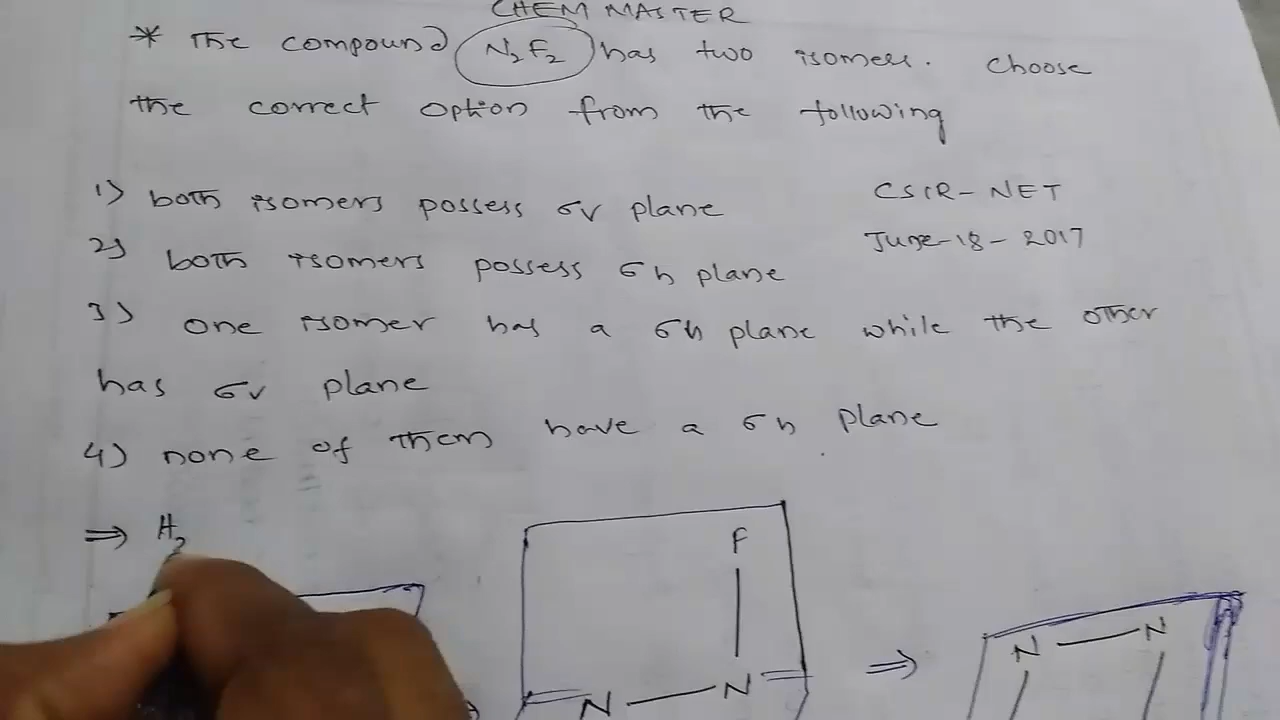 CHEM MASTER
* The compound N₂F₂ has two isomers. Choose
the correct option from the following
1) both isomers possess σv plane
CSIR-NET
2) both isomers possess σh plane
June-18-2017
3) one isomer has a σh plane while the other
has σv plane
4) none of them have a σh plane
⇒ H₂
F
N N
⇒
N N